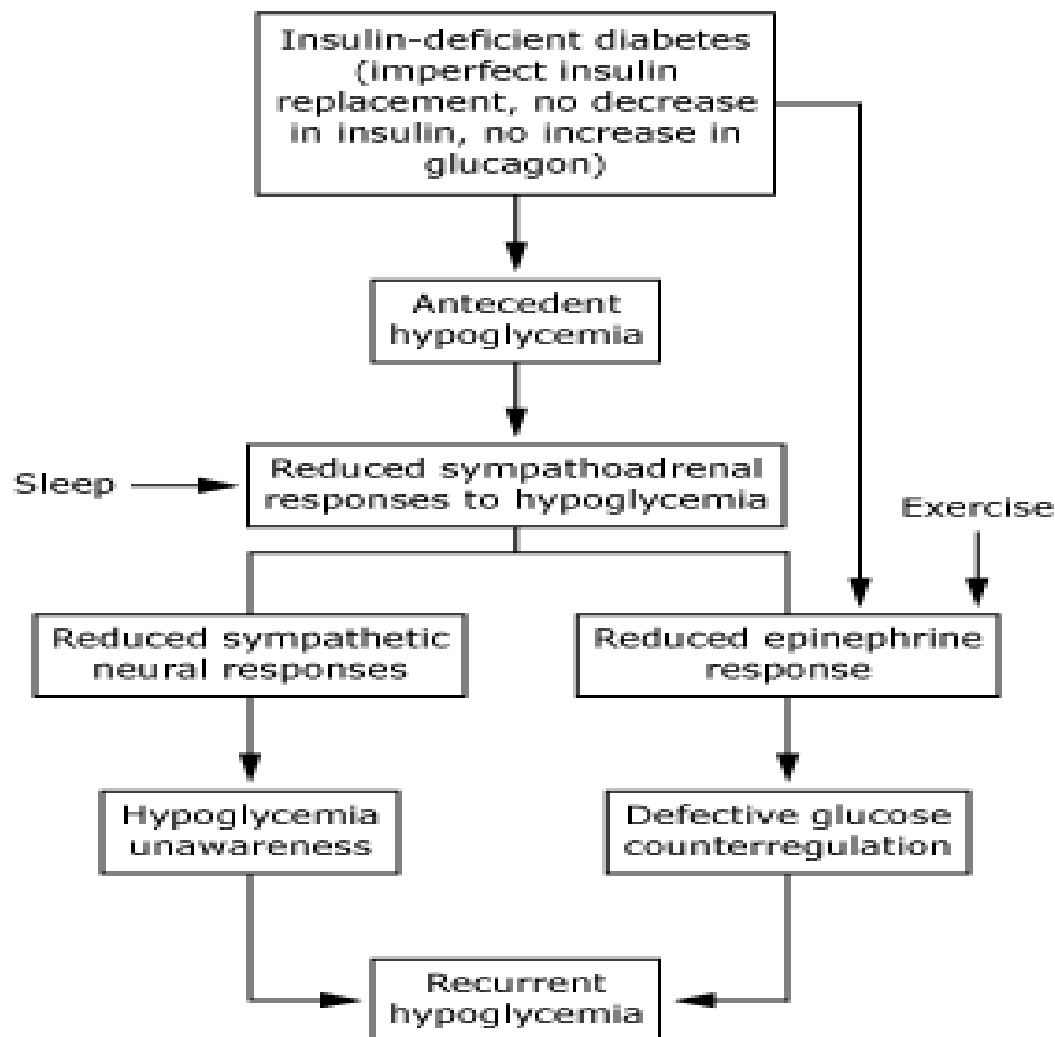 Insulin-deficient diabetes
(imperfect insulin
replacement, no decrease
in insulin, no increase in
glucagon)
Antecedent
hypoglycemia
Sleep
Reduced sympathoadrenal
responses to hypoglycemia
Exercise
Reduced sympathetic
neural responses
Reduced epinephrine
response
Hypoglycemia
unawareness
Defective glucose
counterregulation
Recurrent
hypoglycemia